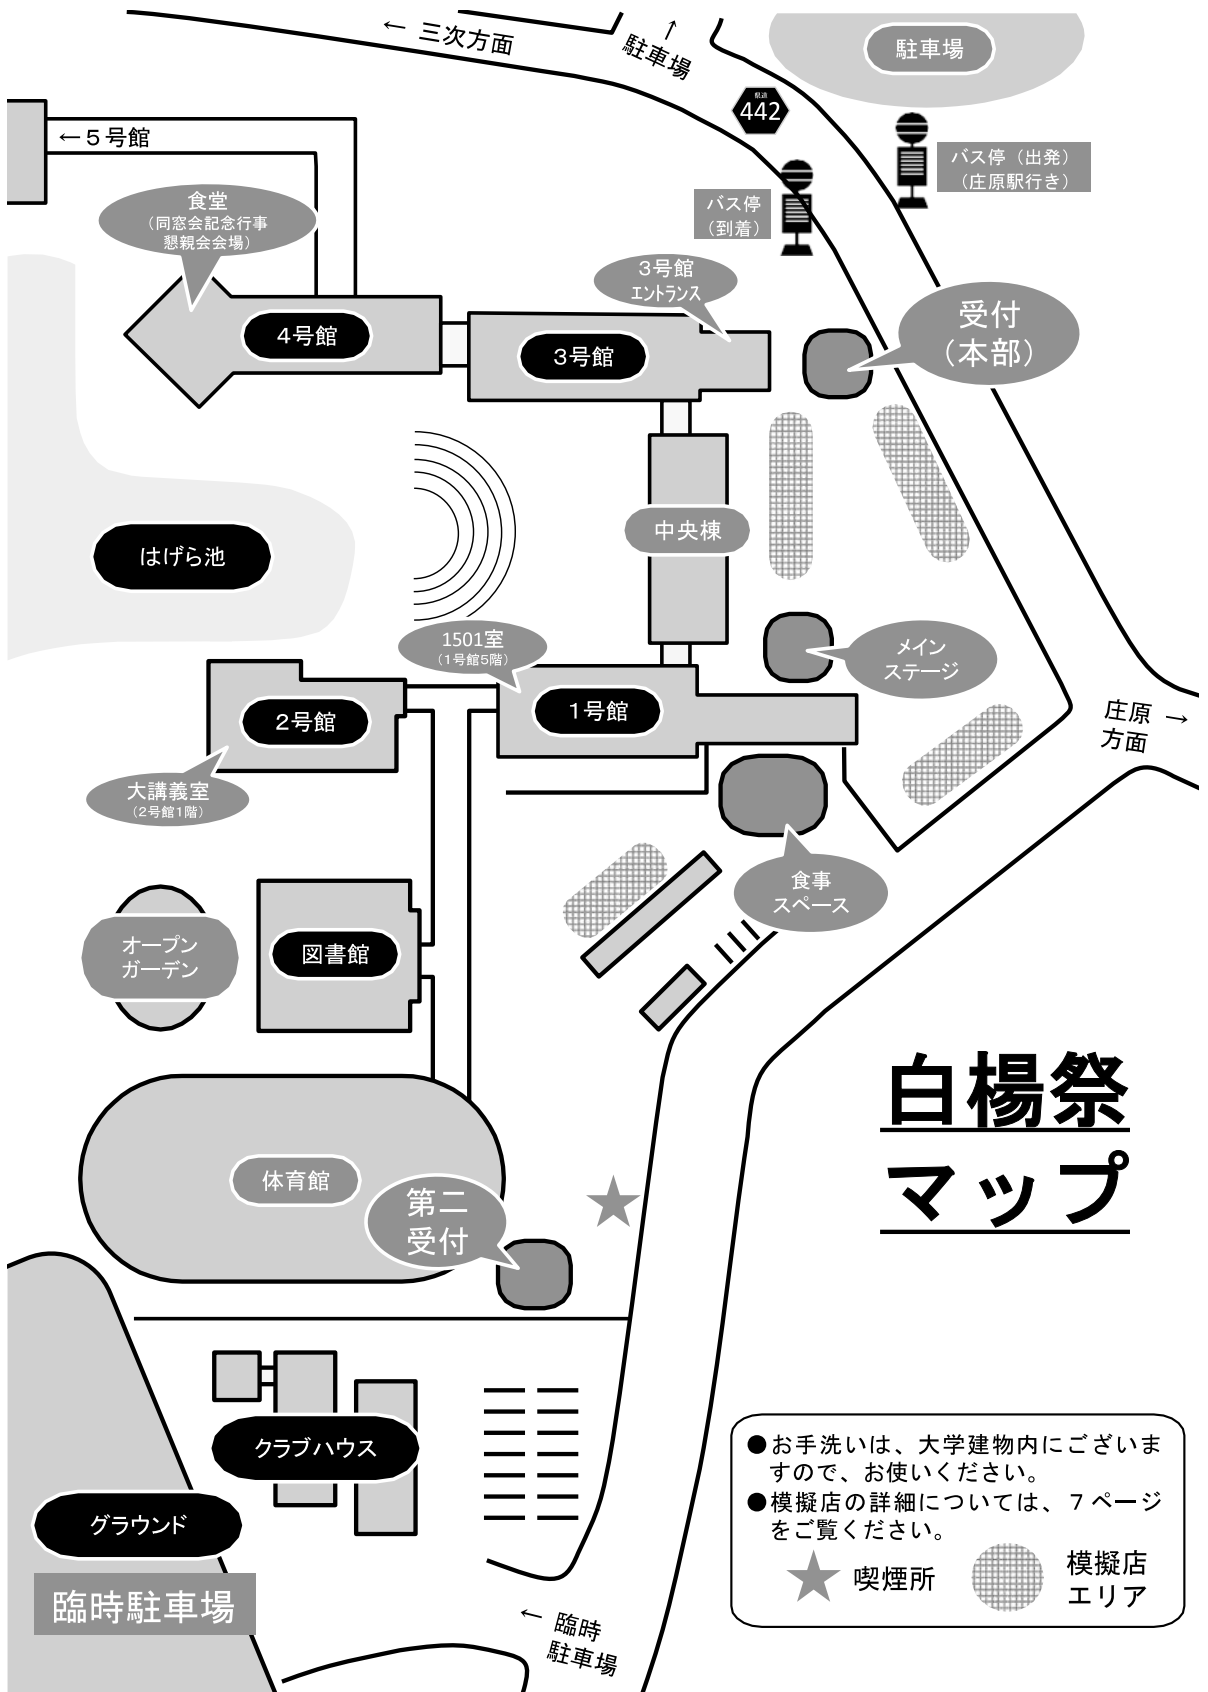 ← 三次方面
↑
駐車場
駐車場
県道
442
バス停（出発）
（庄原駅行き）
バス停
（到着）
←５号館
食堂
（同窓会記念行事
懇親会会場）
３号館
エントランス
受付
（本部）
４号館
３号館
中央棟
はげら池
1501室
（１号館5階）
メイン
ステージ
２号館
１号館
庄原 →
方面
大講義室
（２号館１階）
食事
スペース
オープン
ガーデン
図書館
白楊祭
マップ
体育館
第二
受付
クラブハウス
グラウンド
臨時駐車場
← 臨時
駐車場
●お手洗いは、大学建物内にございま
すので、お使いください。
●模擬店の詳細については、７ページ
をご覧ください。
喫煙所
模擬店
エリア